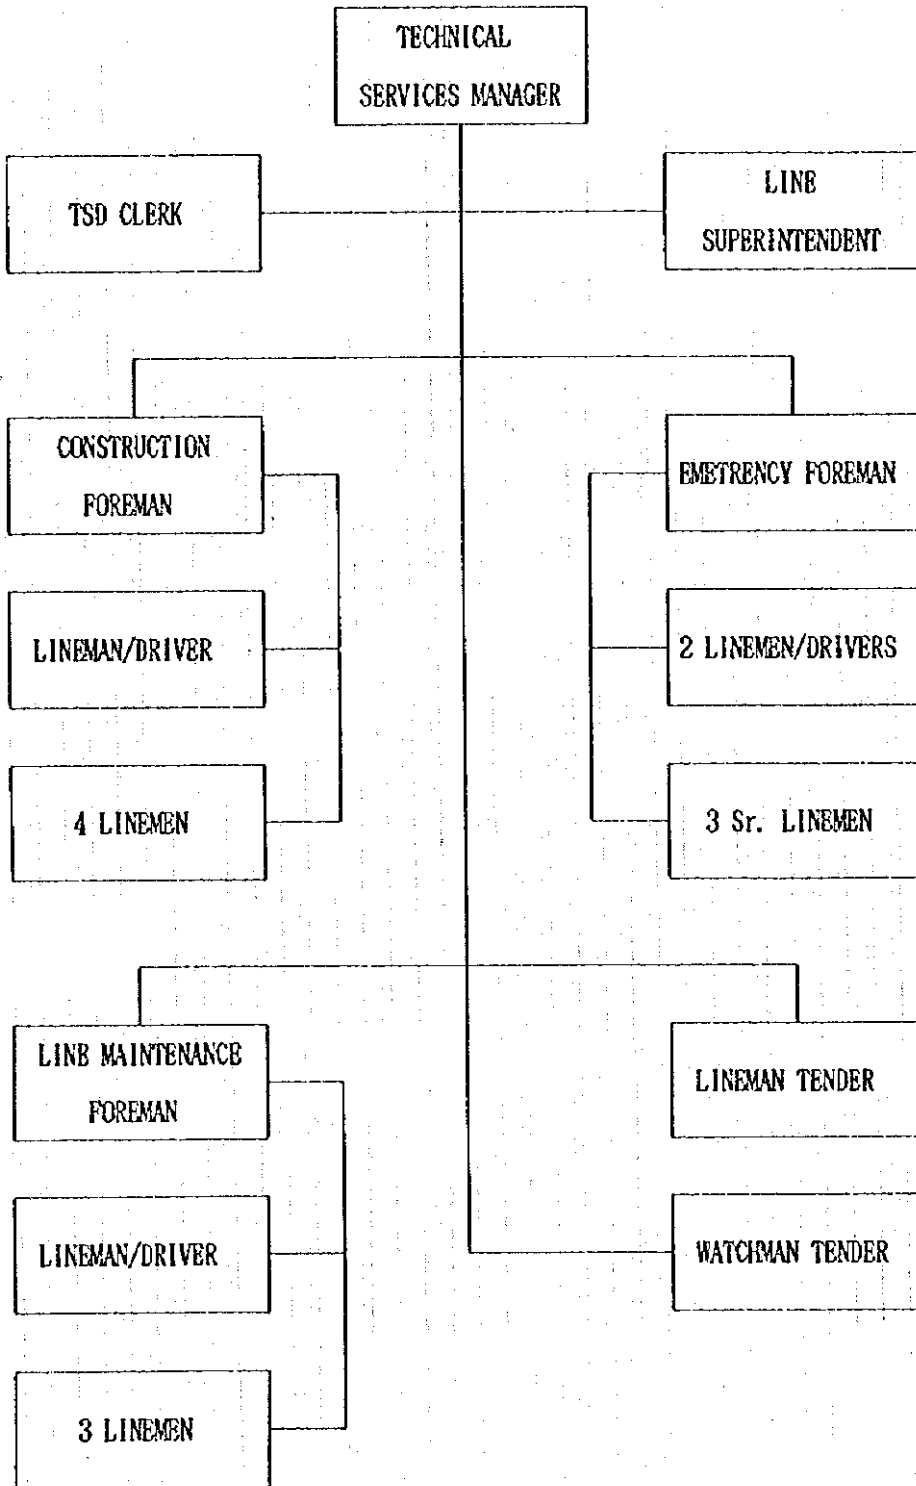 TECHNICAL
SERVICES MANAGER
TSD CLERK
LINE
SUPERINTENDENT
CONSTRUCTION
FOREMAN
EMETRENCY FOREMAN
LINEMAN/DRIVER
2 LINEMEN/DRIVERS
4 LINEMEN
3 Sr. LINEMEN
LINE MAINTENANCE
FOREMAN
LINEMAN TENDER
LINEMAN/DRIVER
WATCHMAN TENDER
3 LINEMEN